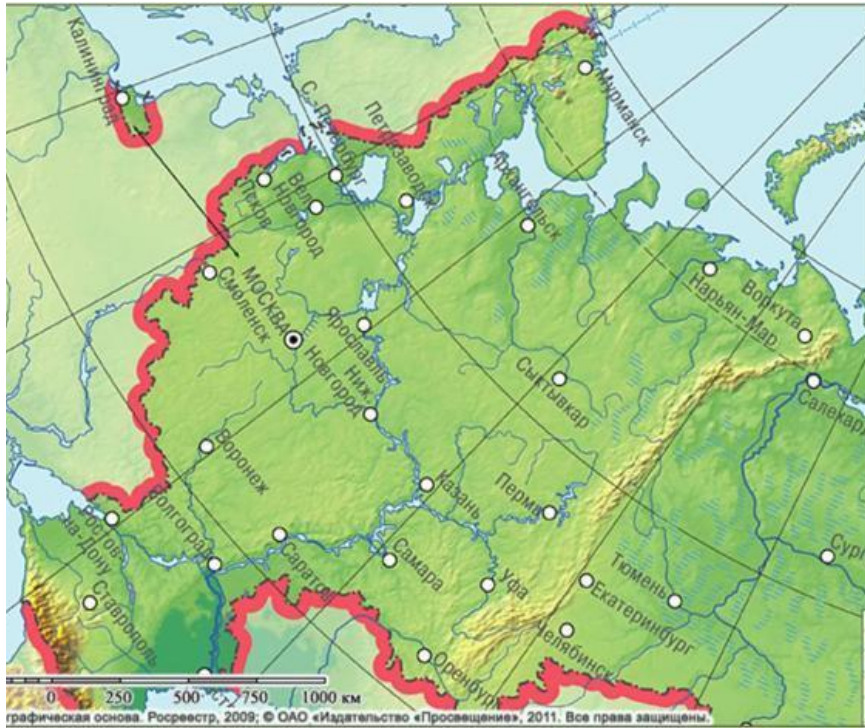 Калининград
Мурманск
С.-Петербург
Петрозаводск
Псков
Вел.
Новгород
Архангельск
Смоленск
МОСКВА
Ярославль
Воркута
Нарьян-Мар
Ниж.
Новгород
Сыктывкар
Салехард
Воронеж
Казань
Пермь
Ростов-
на-Дону
Волгоград
Саратов
Самара
Уфа
Тюмень
Екатеринбург
Сур
Ставрополь
Челябинск
Оренбург
0 250 500 750 1000 км
графическая основа. Росреестр, 2009; © ОАО «Издательство «Просвещение», 2011. Все права защищены.